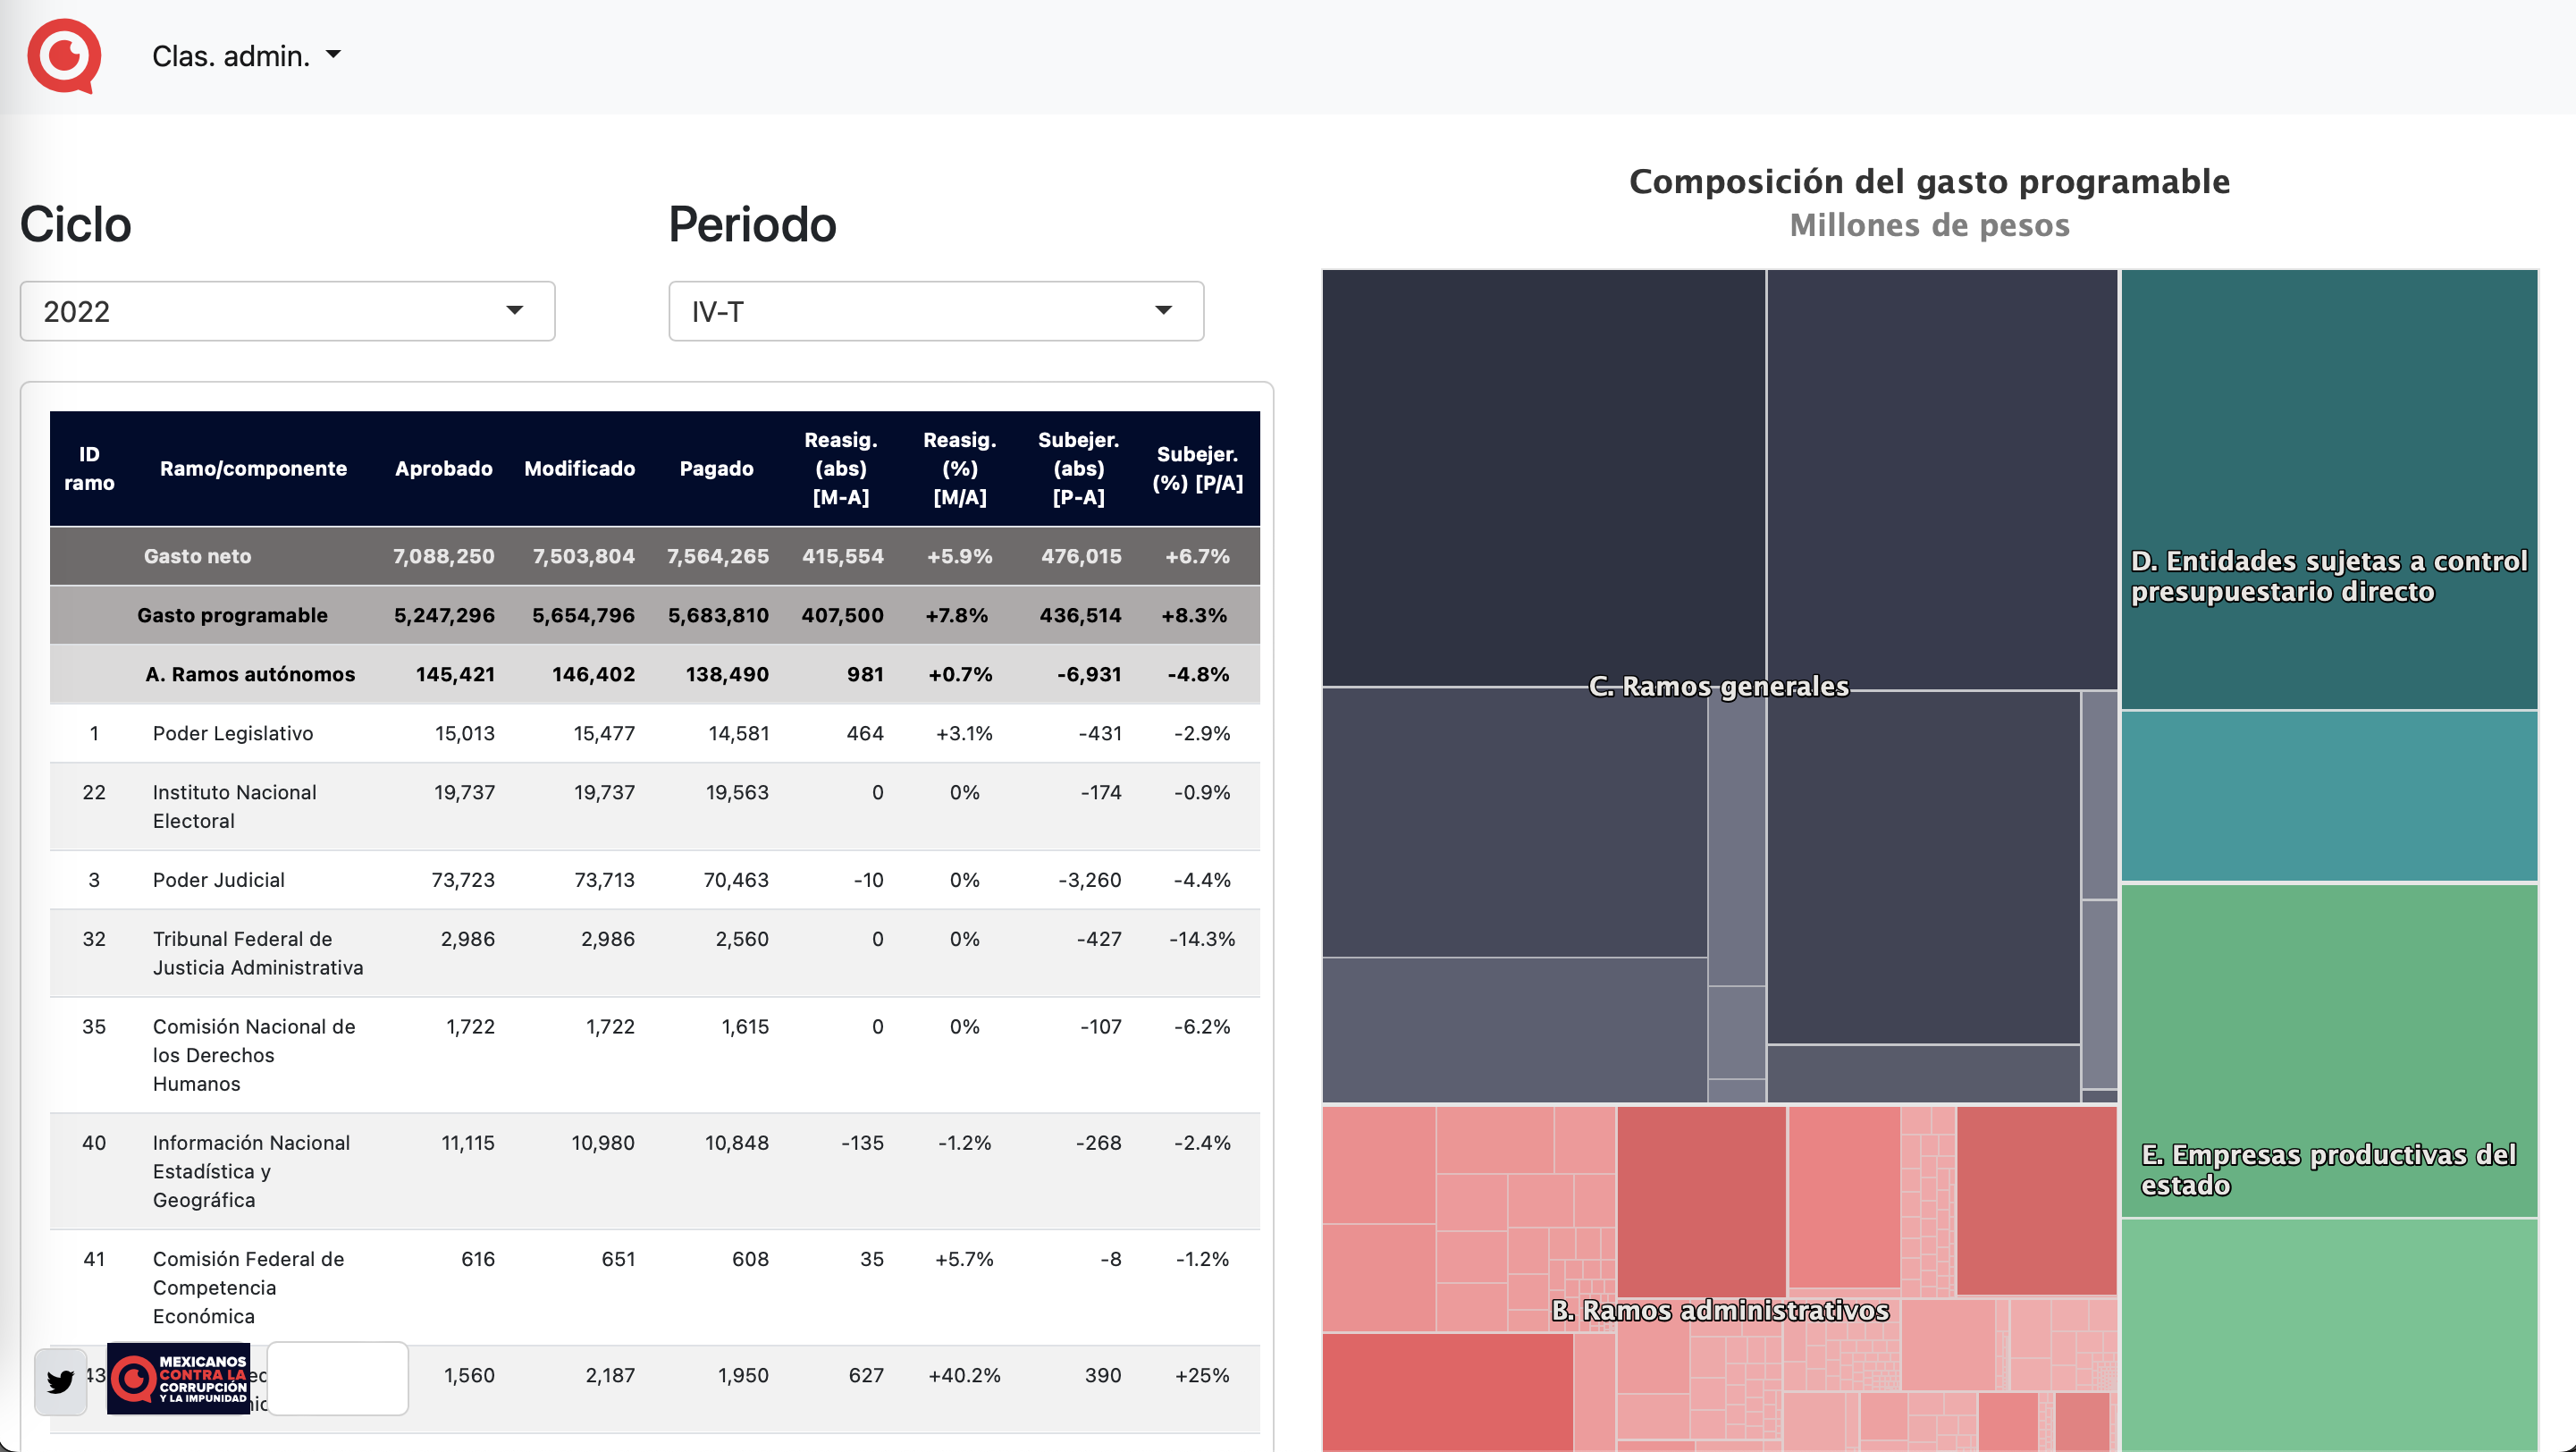 Clas. admin.
Ciclo
Periodo
2022
IV-T
Composición del gasto programable
Millones de pesos
ID ramo Ramo/componente Aprobado Modificado Pagado Reasig. (abs) [M-A] Reasig. (%) [M/A] Subejer. (abs) [P-A] Subejer. (%) [P/A]
Gasto neto 7,088,250 7,503,804 7,564,265 415,554 +5.9% 476,015 +6.7%
Gasto programable 5,247,296 5,654,796 5,683,810 407,500 +7.8% 436,514 +8.3%
A. Ramos autónomos 145,421 146,402 138,490 981 +0.7% -6,931 -4.8%
1 Poder Legislativo 15,013 15,477 14,581 464 +3.1% -431 -2.9%
22 Instituto Nacional 19,737 19,737 19,563 0 0% -174 -0.9%
Electoral
3 Poder Judicial 73,723 73,713 70,463 -10 0% -3,260 -4.4%
32 Tribunal Federal de 2,986 2,986 2,560 0 0% -427 -14.3%
Justicia Administrativa
35 Comisión Nacional de 1,722 1,722 1,615 0 0% -107 -6.2%
los Derechos
Humanos
40 Información Nacional 11,115 10,980 10,848 -135 -1.2% -268 -2.4%
Estadística y
Geográfica
41 Comisión Federal de 616 651 608 35 +5.7% -8 -1.2%
Competencia
Económica
43 1,560 2,187 1,950 627 +40.2% 390 +25%
MEXICANOS
CONTRA LA
CORRUPCIÓN
Y LA IMPUNIDAD
C. Ramos generales
D. Entidades sujetas a control
presupuestario directo
B. Ramos administrativos
E. Empresas productivas del
estado